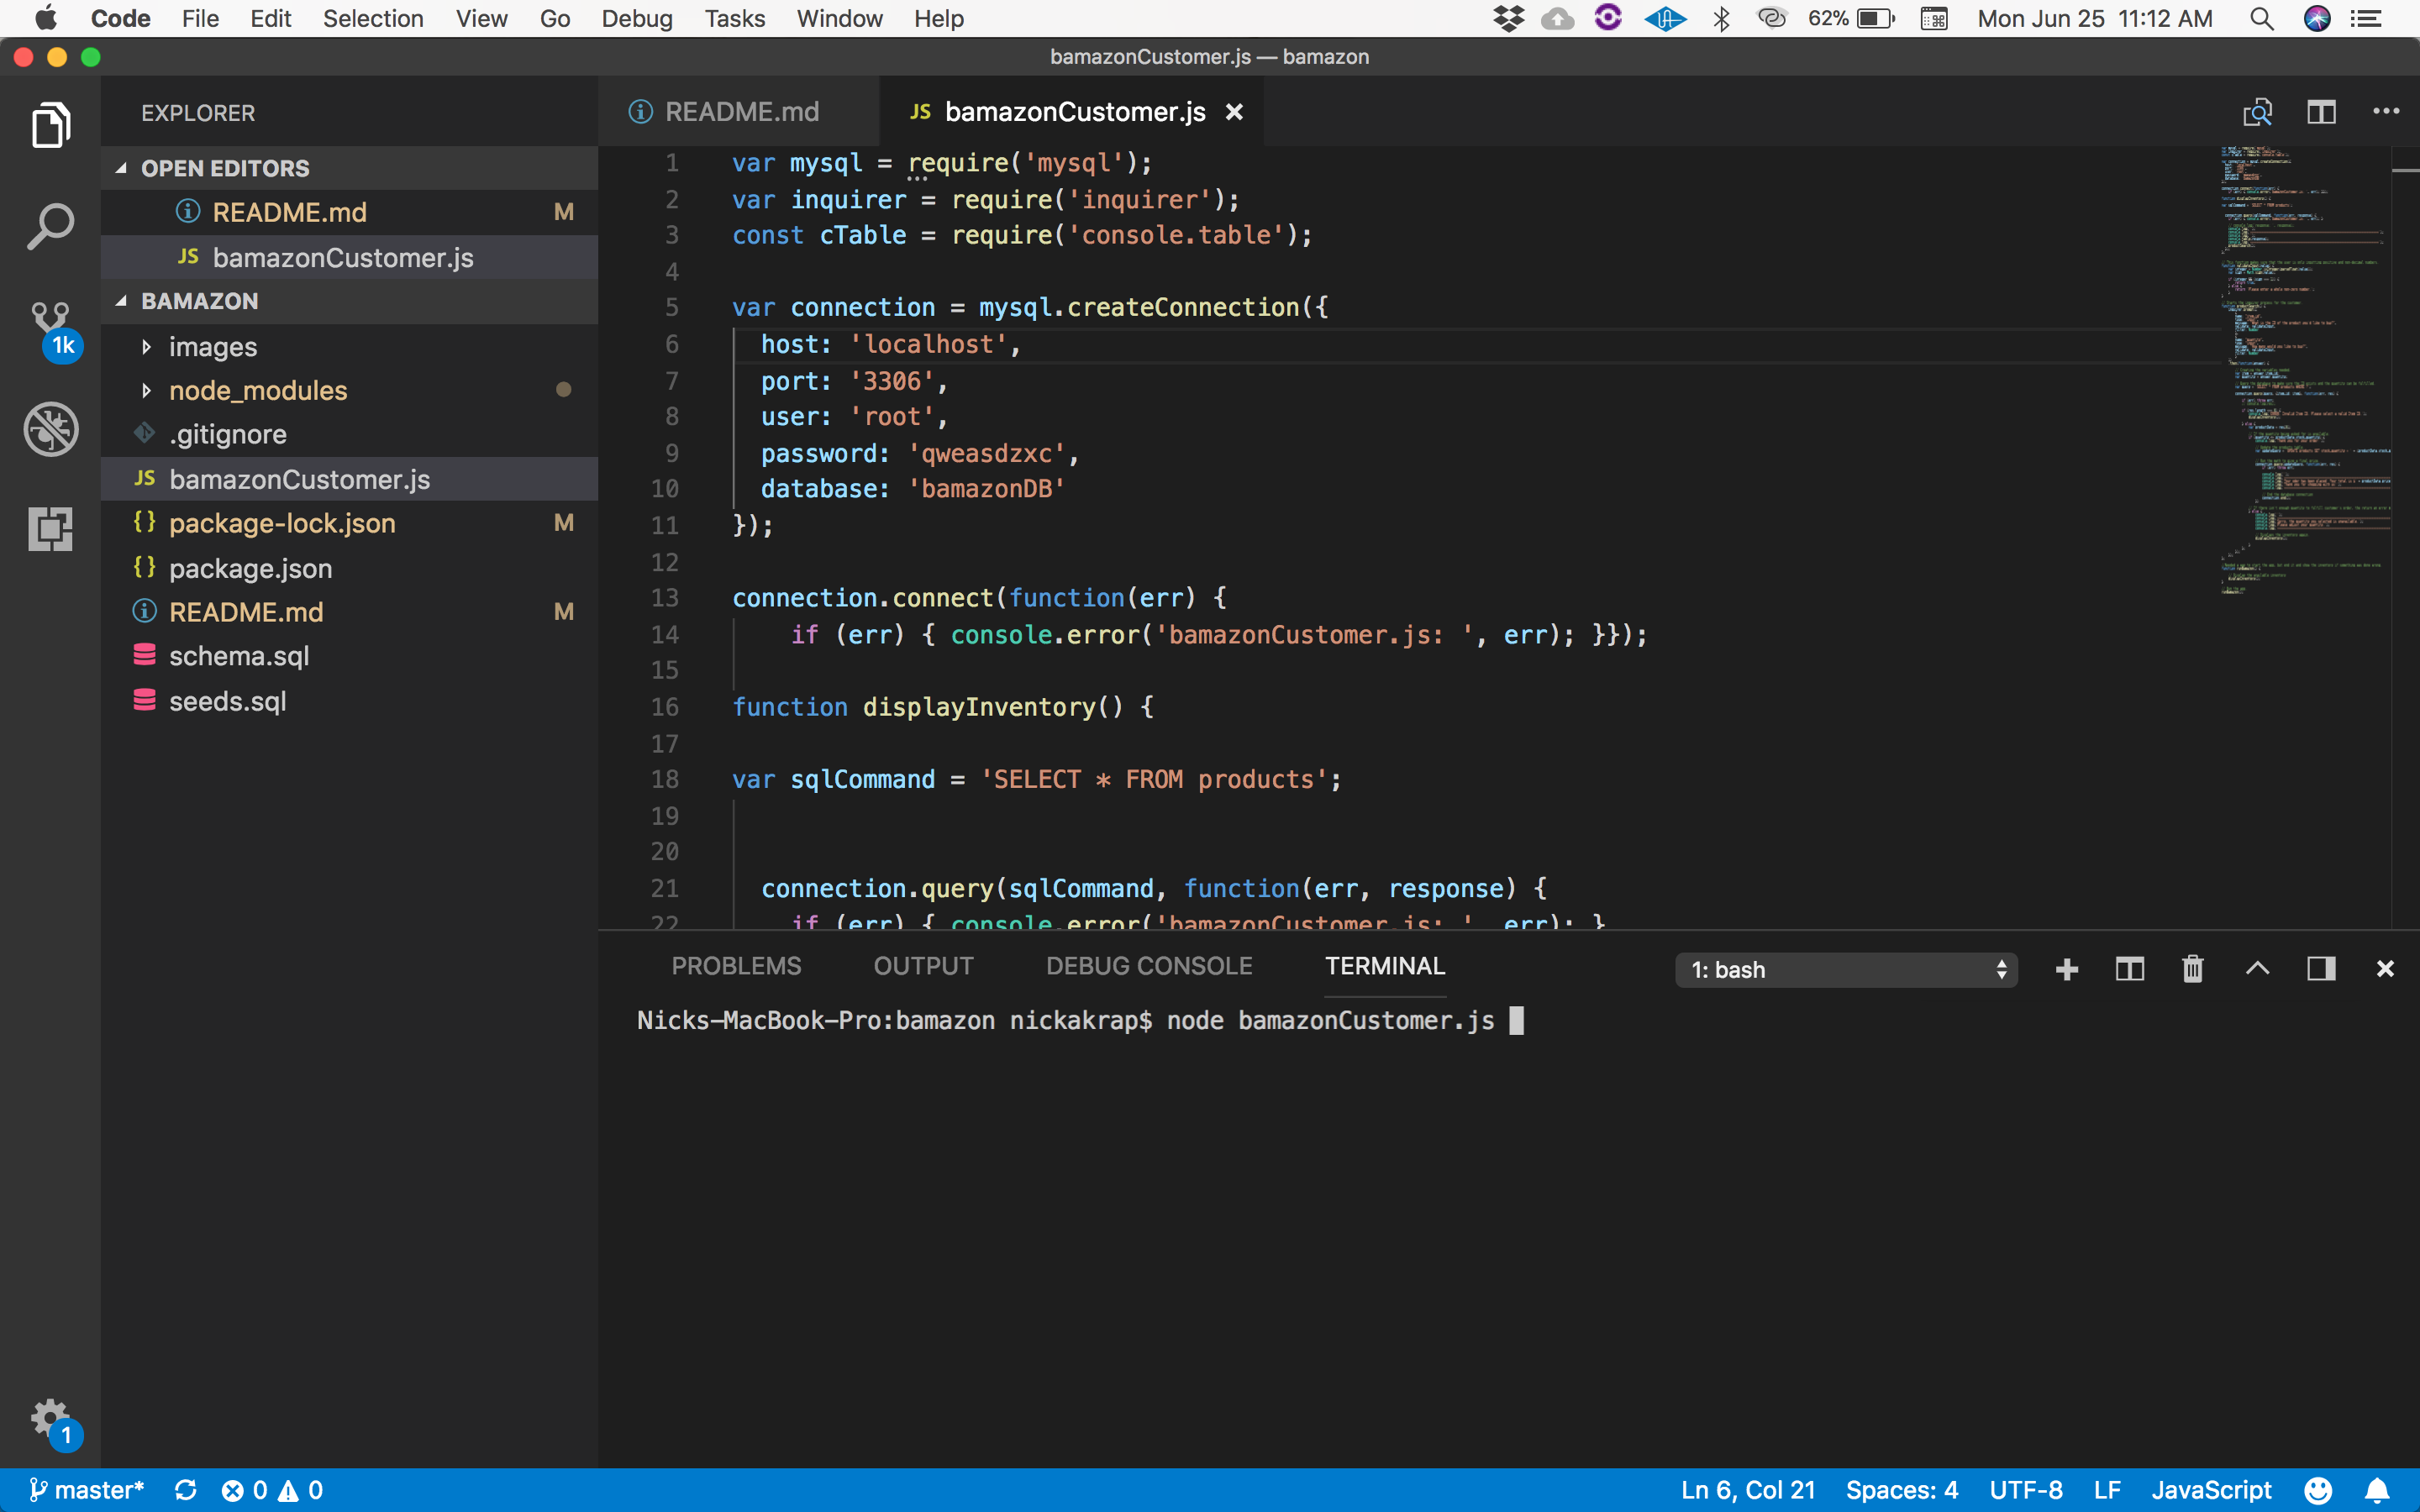 Code File Edit Selection View Go Debug Tasks Window Help 62% Mon Jun 25 11:12 AM
bamazonCustomer.js — bamazon
EXPLORER
OPEN EDITORS
README.md M
JS bamazonCustomer.js
BAMAZON
1k
images
node_modules
.gitignore
JS bamazonCustomer.js
{} package-lock.json M
{} package.json
README.md M
schema.sql
seeds.sql
1
README.md JS bamazonCustomer.js
1 var mysql = require('mysql');
2 var inquirer = require('inquirer');
3 const cTable = require('console.table');
4
5 var connection = mysql.createConnection({
6 host: 'localhost',
7 port: '3306',
8 user: 'root',
9 password: 'qweasdzxc',
10 database: 'bamazonDB'
11 });
12
13 connection.connect(function(err) {
14 if (err) { console.error('bamazonCustomer.js: ', err); }});
15
16 function displayInventory() {
17
18 var sqlCommand = 'SELECT * FROM products';
19
20
21 connection.query(sqlCommand, function(err, response) {
22 if (err) { console.error('bamazonCustomer.js: ', err); }
PROBLEMS OUTPUT DEBUG CONSOLE TERMINAL 1: bash
Nicks-MacBook-Pro:bamazon nickakrap$ node bamazonCustomer.js
master* 0 0 Ln 6, Col 21 Spaces: 4 UTF-8 LF JavaScript